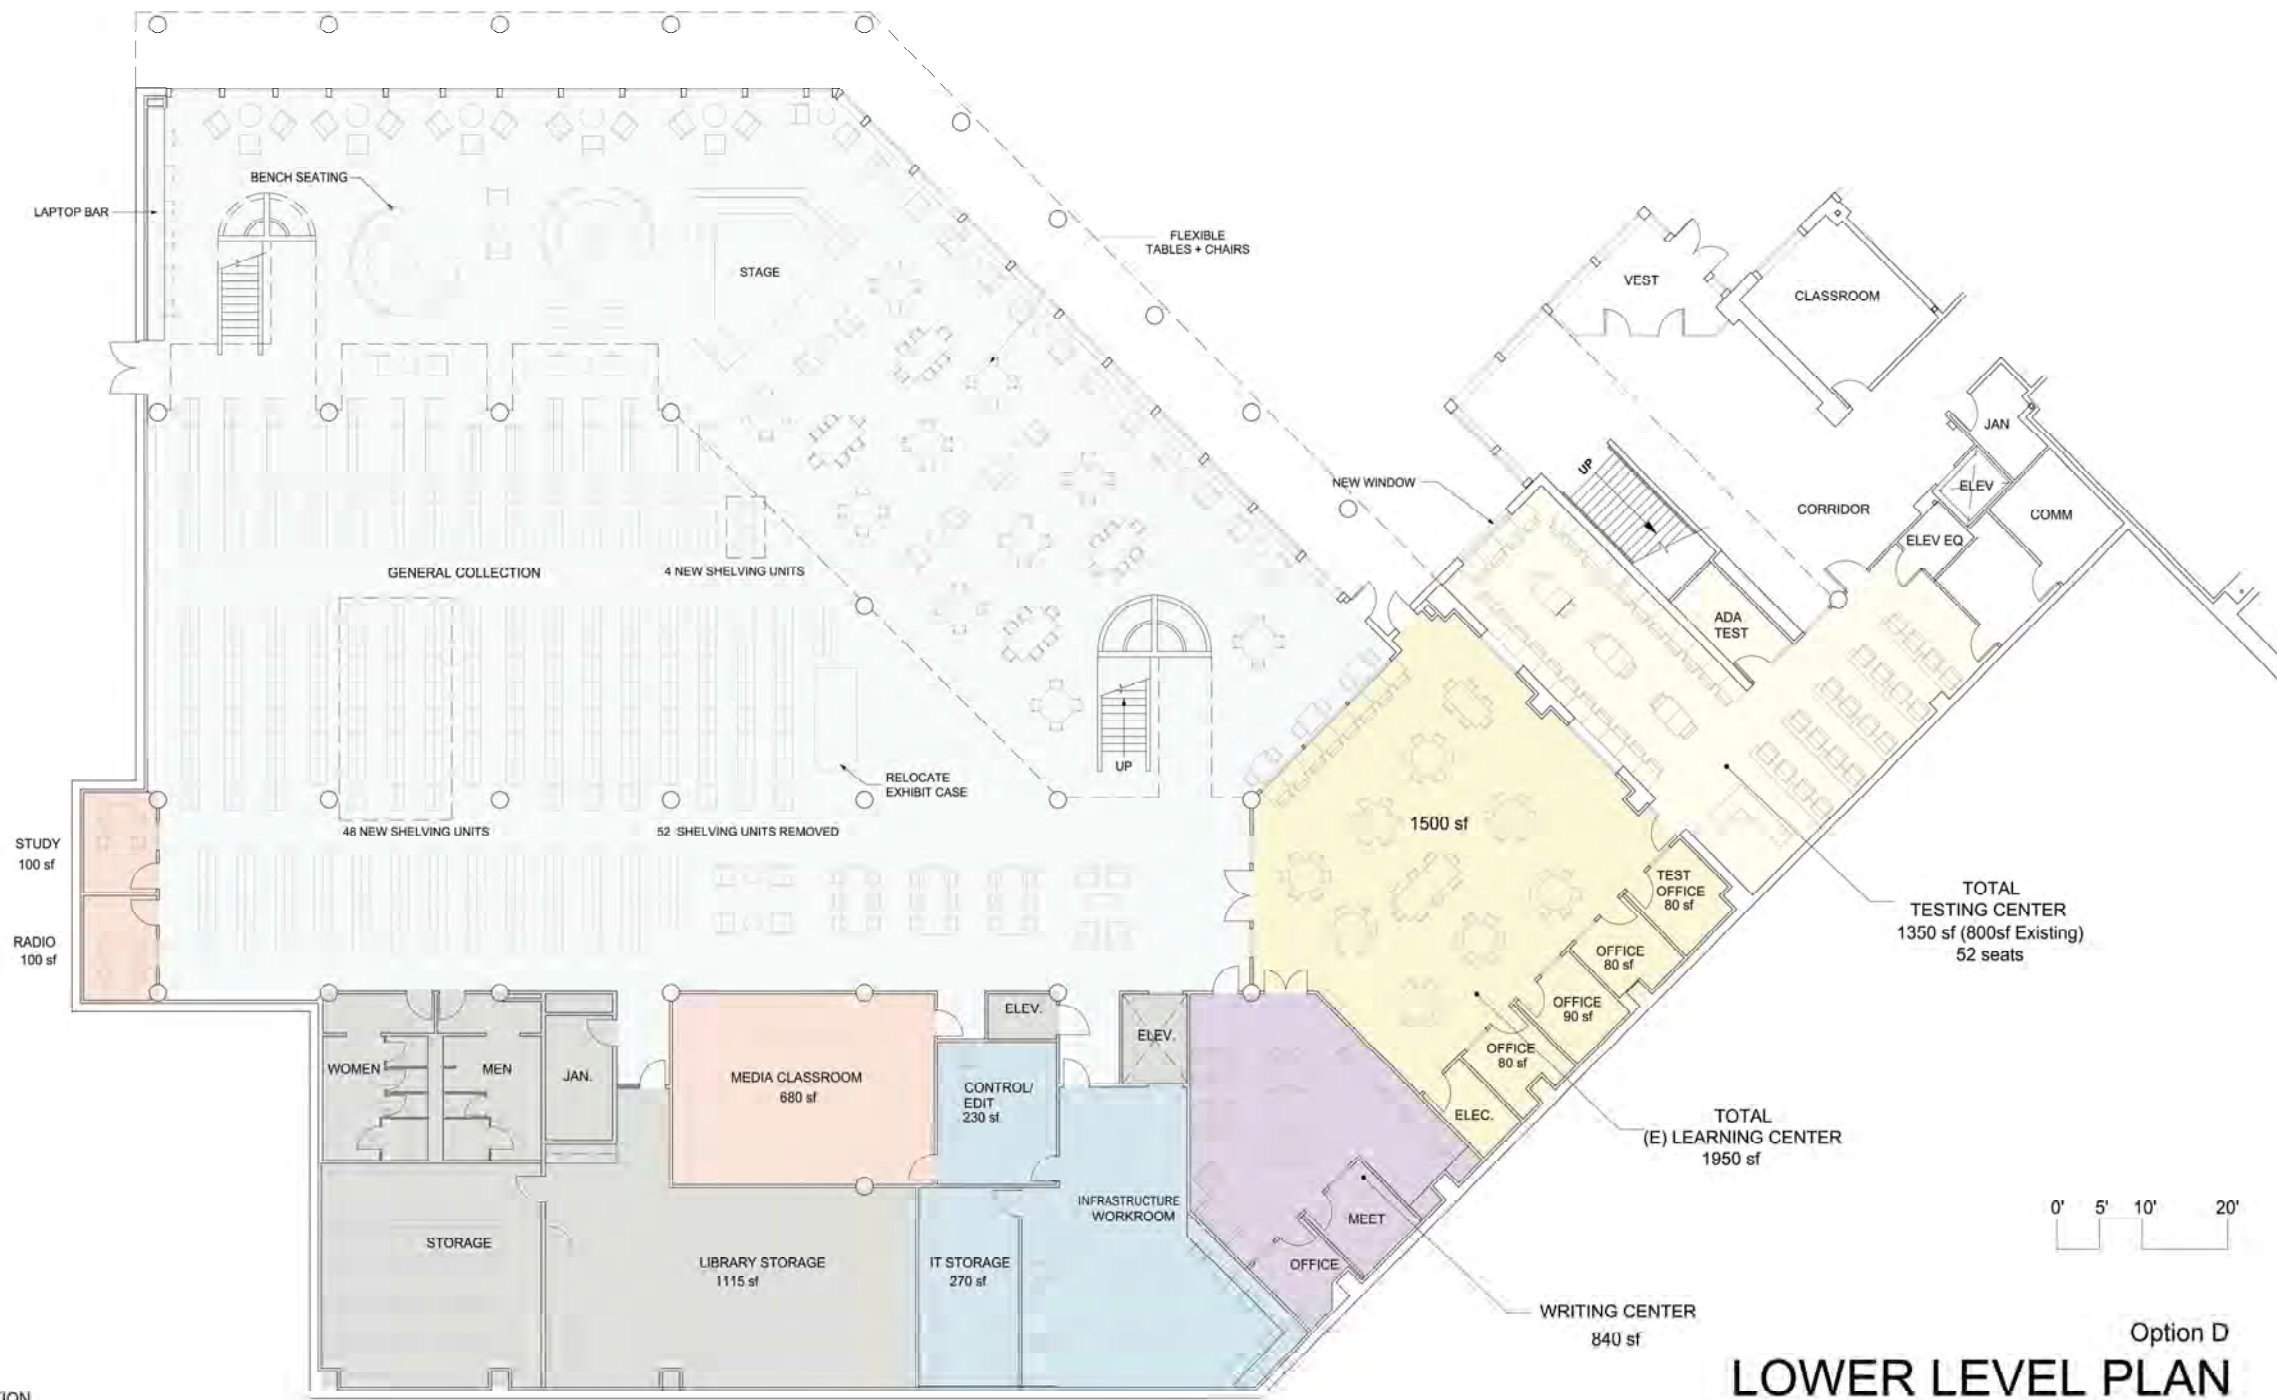 BENCH SEATING
LAPTOP BAR
STAGE
FLEXIBLE
TABLES + CHAIRS
VEST
CLASSROOM
JAN
ELEV
COMM
ELEV EQ
CORRIDOR
UP
NEW WINDOW
ADA
TEST
GENERAL COLLECTION
4 NEW SHELVING UNITS
UP
RELOCATE
EXHIBIT CASE
48 NEW SHELVING UNITS
52 SHELVING UNITS REMOVED
STUDY
100 sf
RADIO
100 sf
1500 sf
TEST
OFFICE
80 sf
OFFICE
80 sf
OFFICE
90 sf
OFFICE
80 sf
ELEC.
TOTAL
TESTING CENTER
1350 sf (800sf Existing)
52 seats
WOMEN
MEN
JAN.
MEDIA CLASSROOM
680 sf
ELEV.
ELEV.
CONTROL/
EDIT
230 sf
INFRASTRUCTURE
WORKROOM
STORAGE
LIBRARY STORAGE
1115 sf
IT STORAGE
270 sf
MEET
OFFICE
TOTAL
(E) LEARNING CENTER
1950 sf
WRITING CENTER
840 sf
0' 5' 10' 20'
Option D
LOWER LEVEL PLAN